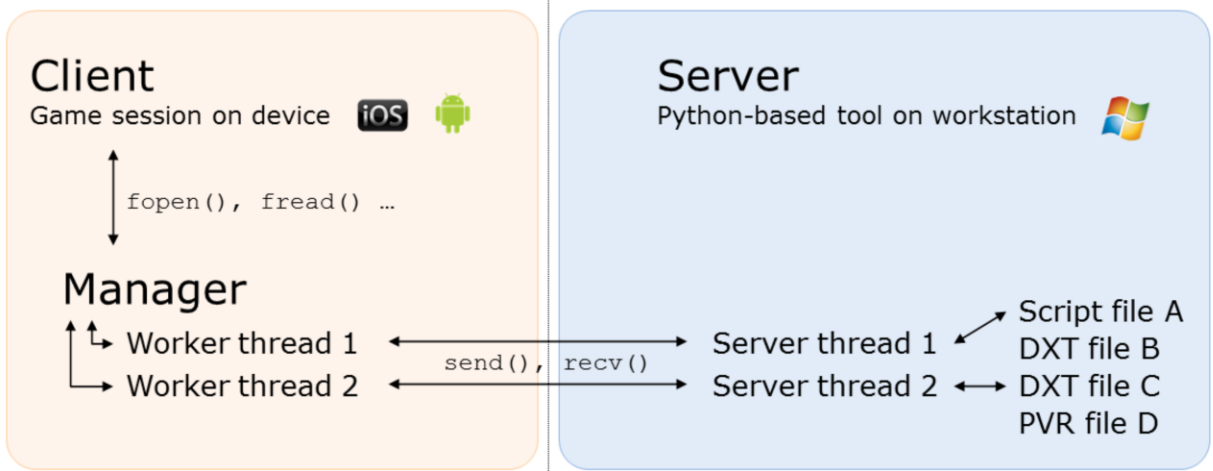 Client
Game session on device iOS
fopen(), fread() …
Manager
Worker thread 1
Worker thread 2
send(), recv()
Server
Python-based tool on workstation
Server thread 1
Server thread 2
Script file A
DXT file B
DXT file C
PVR file D